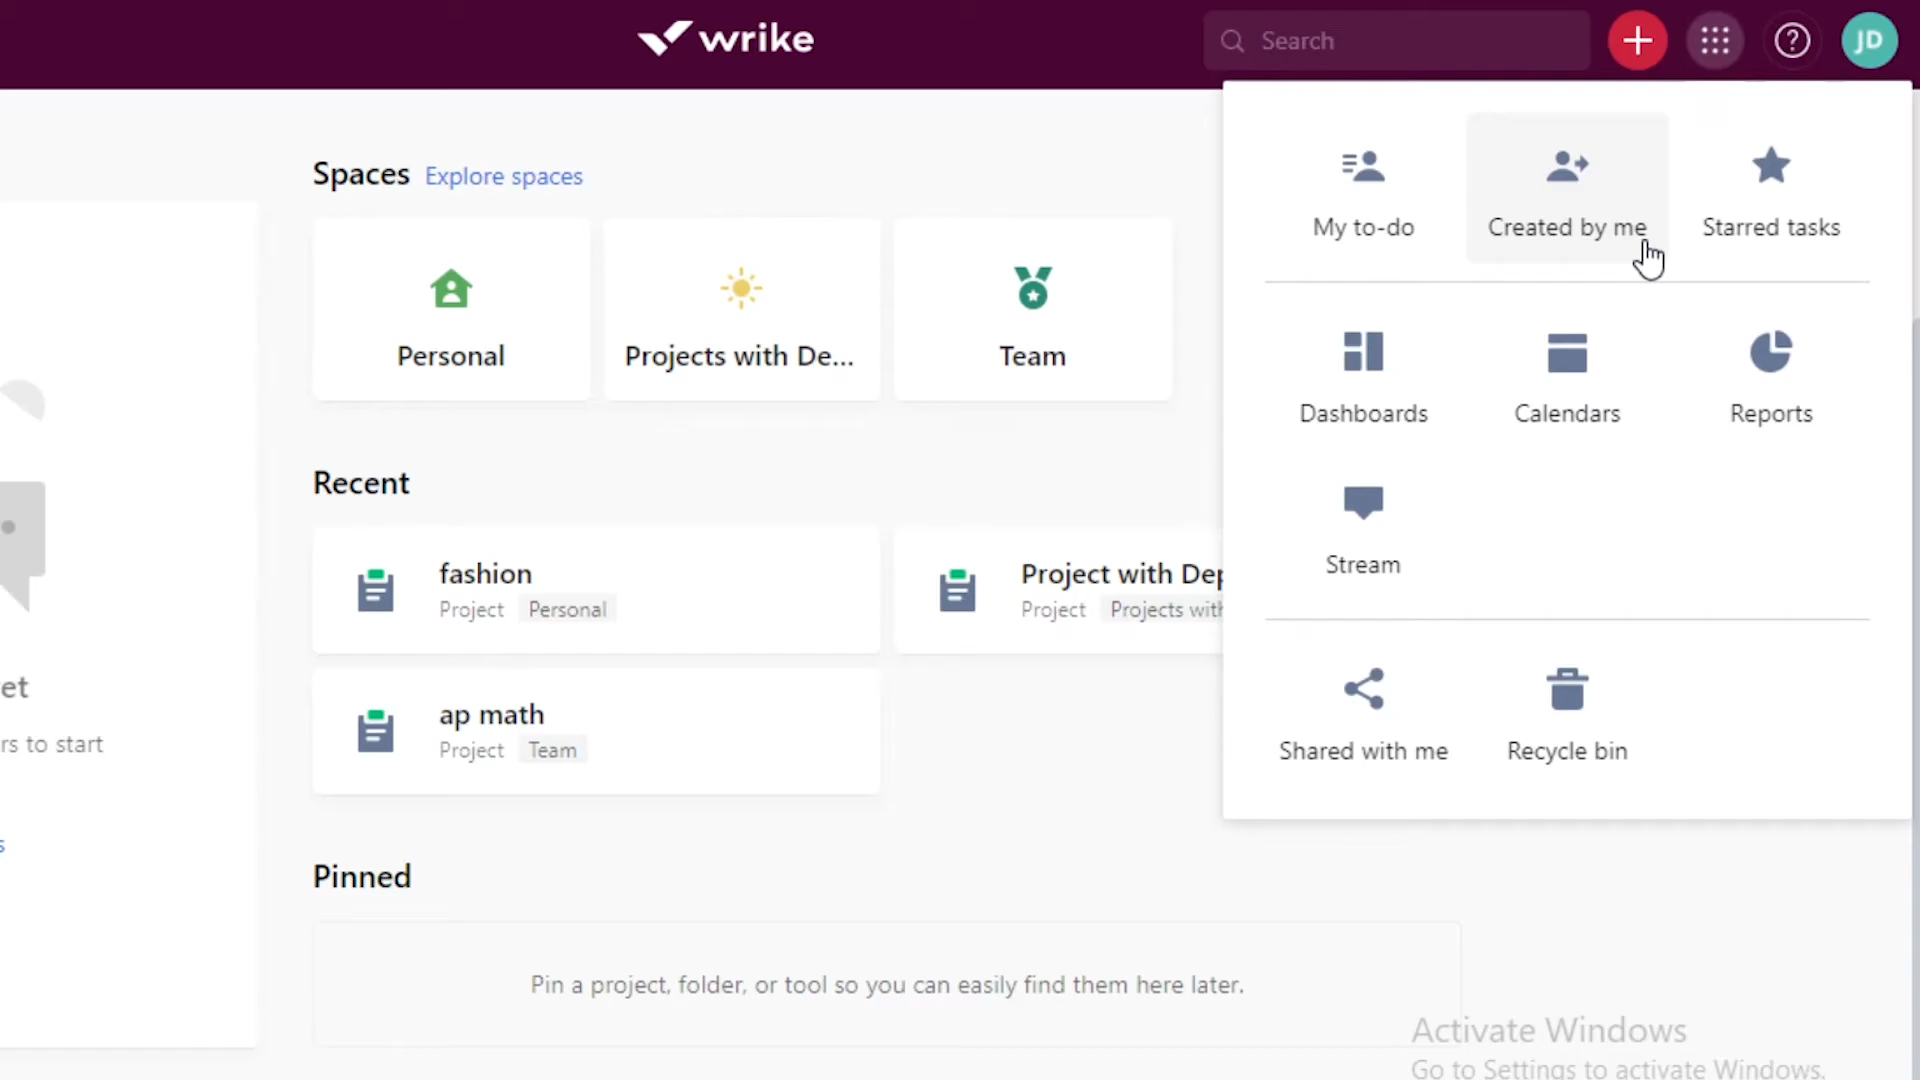 wrike
Search
JD
My to-do
Created by me
Starred tasks
Spaces
Explore spaces
Personal
Projects with De...
Team
Dashboards
Calendars
Reports
Stream
Recent
fashion
Project Personal
Project with Dep
Project Projects with
ap math
Project Team
Shared with me
Recycle bin
et
rs to start
s
Pinned
Pin a project, folder, or tool so you can easily find them here later.
Activate Windows
Go to Settings to activate Windows.